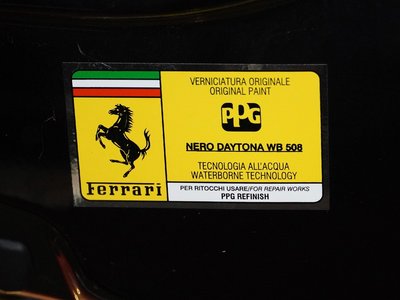 VERNICIATURA ORIGINALE
ORIGINAL PAINT
PPG
NERO DAYTONA WB 508
TECNOLOGIA ALL'ACQUA
WATERBORNE TECHNOLOGY
Ferrari
PER RITOCCHI USARE/FOR REPAIR WORKS
PPG REFINISH